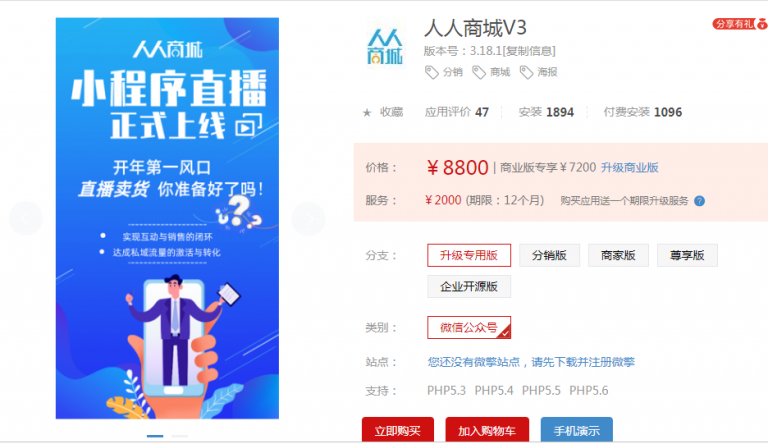 人人商城
小程序直播
正式上线
开年第一风口
直播卖货 你准备好了吗！
实现互动与销售的闭环
达成私域流量的激活与转化
人人商城
人人商城V3
分享有礼
版本号：3.18.1[复制信息]
分销 商城 海报
★ 收藏 应用评价 47 安装 1894 付费安装 1096
价格： ￥8800 | 商业版专享￥7200 升级商业版
服务： ￥2000 (期限：12个月) 购买应用送一个期限升级服务 ?
分支： 升级专用版 分销版 商家版 尊享版
企业开源版
类别： 微信公众号
站点： 您还没有微擎站点，请先下载并注册微擎
支持： PHP5.3 PHP5.4 PHP5.5 PHP5.6
立即购买 加入购物车 手机演示